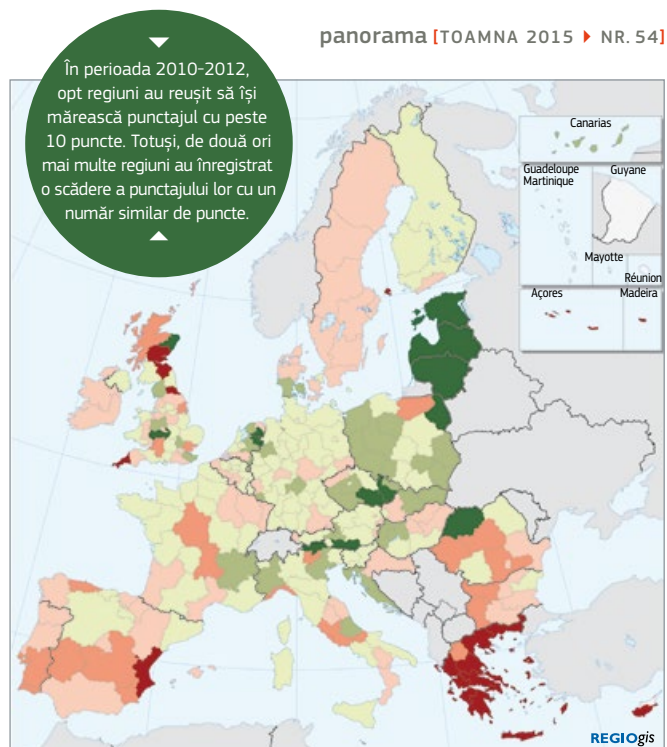 panorama [TOAMNA 2015 ▶ NR. 54]
În perioada 2010-2012,
opt regiuni au reușit să își
mărească punctajul cu peste
10 puncte. Totuși, de două ori
mai multe regiuni au înregistrat
o scădere a punctajului lor cu un
număr similar de puncte.
Canarias
Guadeloupe
Martinique
Guyane
Mayotte
Réunion
Açores
Madeira
REGIOgis